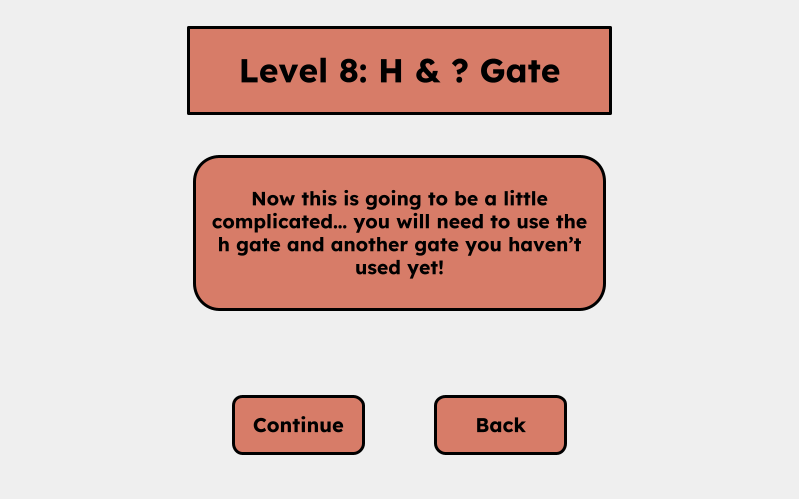 Level 8: H & ? Gate
Now this is going to be a little
complicated... you will need to use the
h gate and another gate you haven’t
used yet!
Continue
Back